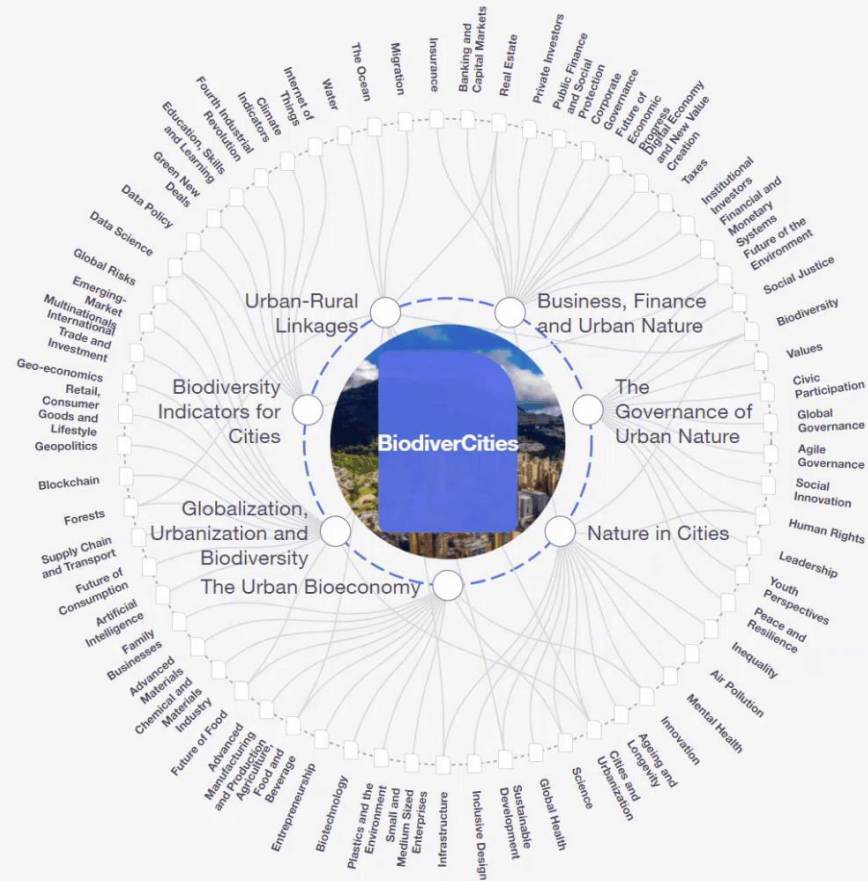 Insurance
Banking and
Capital Markets
Real Estate
Private Investors
Public Finance
and Social
Protection
Corporate
Governance
Future of
Economic
Progress
Digital Economy
and New Value
Creation
Taxes
Institutional
Investors
Financial and
Monetary
Systems
Future of the
Environment
Social Justice
Biodiversity
Values
Civic
Participation
Global
Governance
Agile
Governance
Social
Innovation
Human Rights
Leadership
Youth
Perspectives
Peace and
Resilience
Inequality
Air Pollution
Mental Health
Innovation
Ageing and
Longevity
Cities and
Urbanization
Science
Global Health
Sustainable
Development
Inclusive Design
Infrastructure
Small and
Medium Sized
Enterprises
Plastics and the
Environment
Biotechnology
Entrepreneurship
Agriculture,
Food and
Beverage
Advanced
Manufacturing
and Production
Future of Food
Chemical and
Materials
Industry
Advanced
Materials
Family
Businesses
Artificial
Intelligence
Future of
Consumption
Supply Chain
and Transport
Forests
Blockchain
Geopolitics
Retail,
Consumer
Goods and
Lifestyle
Geo-economics
International
Trade and
Investment
Emerging-
Market
Multinationals
Global Risks
Data Science
Data Policy
Green New
Deals
Education, Skills
and Learning
Fourth Industrial
Revolution
Climate
Indicators
Internet of
Things
Water
The Ocean
Migration
Urban-Rural
Linkages
Business, Finance
and Urban Nature
Biodiversity
Indicators for
Cities
The
Governance of
Urban Nature
BiodiverCities
Globalization,
Urbanization and
Biodiversity
Nature in Cities
The Urban Bioeconomy